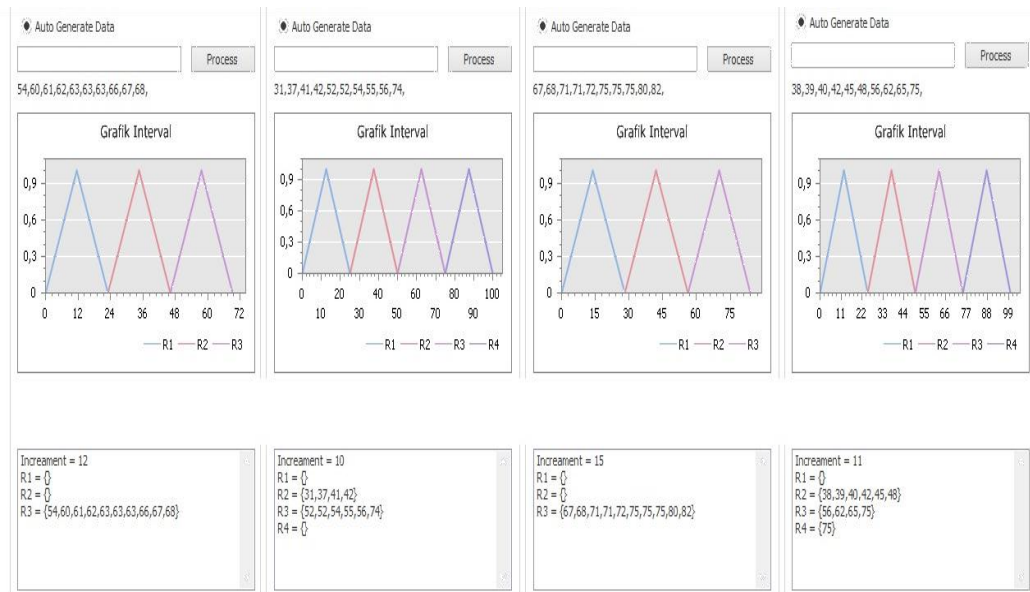 Auto Generate Data
Process
54,60,61,62,63,63,63,66,67,68,
Grafik Interval
0,9
0,6
0,3
0
0 12 24 36 48 60 72
R1 R2 R3
Increament = 12
R1 = {}
R2 = {}
R3 = {54,60,61,62,63,63,63,66,67,68}
Auto Generate Data
Process
31,37,41,42,52,52,54,55,56,74,
Grafik Interval
0,9
0,6
0,3
0
0 20 40 60 80 100
10 30 50 70 90
R1 R2 R3 R4
Increament = 10
R1 = {}
R2 = {31,37,41,42}
R3 = {52,52,54,55,56,74}
R4 = {}
Auto Generate Data
Process
67,68,71,71,72,75,75,75,80,82,
Grafik Interval
0,9
0,6
0,3
0
0 15 30 45 60 75
R1 R2 R3
Increament = 15
R1 = {}
R2 = {}
R3 = {67,68,71,71,72,75,75,75,80,82}
Auto Generate Data
Process
38,39,40,42,45,48,56,62,65,75,
Grafik Interval
0,9
0,6
0,3
0
0 11 22 33 44 55 66 77 88 99
R1 R2 R3 R4
Increament = 11
R1 = {}
R2 = {38,39,40,42,45,48}
R3 = {56,62,65,75}
R4 = {75}